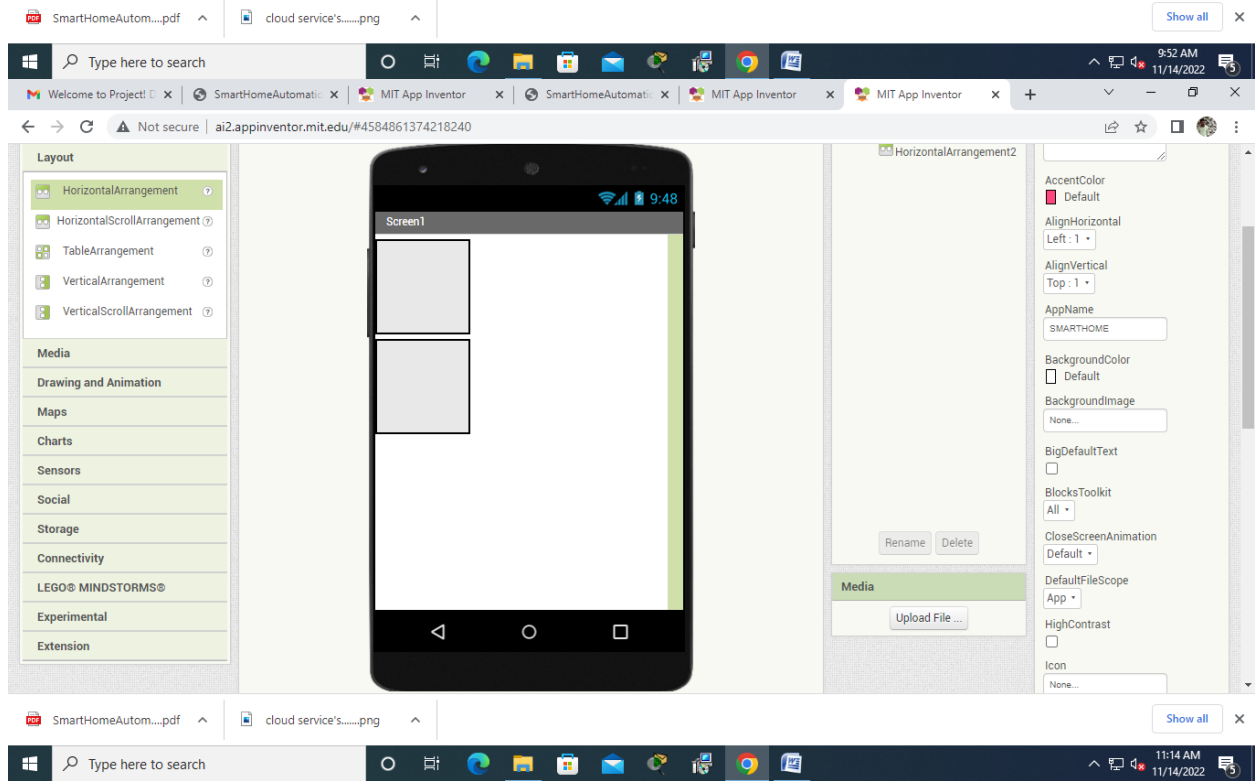 SmartHomeAutom....pdf
cloud service's.......png
Show all
Type here to search
9:52 AM
11/14/2022
5
Welcome to Project! D
SmartHomeAutomatic
MIT App Inventor
SmartHomeAutomatic
MIT App Inventor
MIT App Inventor
Not secure
ai2.appinventor.mit.edu/#4584861374218240
Layout
HorizontalArrangement
HorizontalScrollArrangement
TableArrangement
VerticalArrangement
VerticalScrollArrangement
Media
Drawing and Animation
Maps
Charts
Sensors
Social
Storage
Connectivity
LEGO® MINDSTORMS®
Experimental
Extension
9:48
Screen1
HorizontalArrangement2
Rename
Delete
Media
Upload File ...
AccentColor
Default
AlignHorizontal
Left : 1
AlignVertical
Top : 1
AppName
SMARTHOME
BackgroundColor
Default
BackgroundImage
None...
BigDefaultText
BlocksToolkit
All
CloseScreenAnimation
Default
DefaultFileScope
App
HighContrast
Icon
None...
SmartHomeAutom....pdf
cloud service's.......png
Show all
Type here to search
11:14 AM
11/14/2022
5